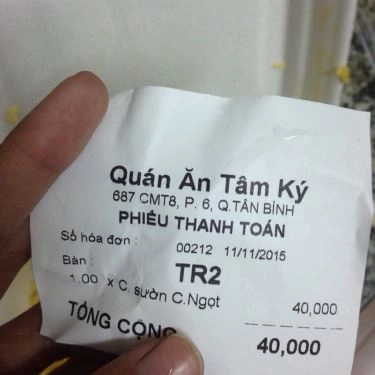 Quán Ăn Tâm Ký
687 CMT8, P. 6, Q.TÂN BÌNH
PHIẾU THANH TOÁN
Số hóa đơn : 00212 11/11/2015
Bàn : TR2
1.00 x C. sườn C.Ngọt 40,000
TỔNG CỘNG 40,000